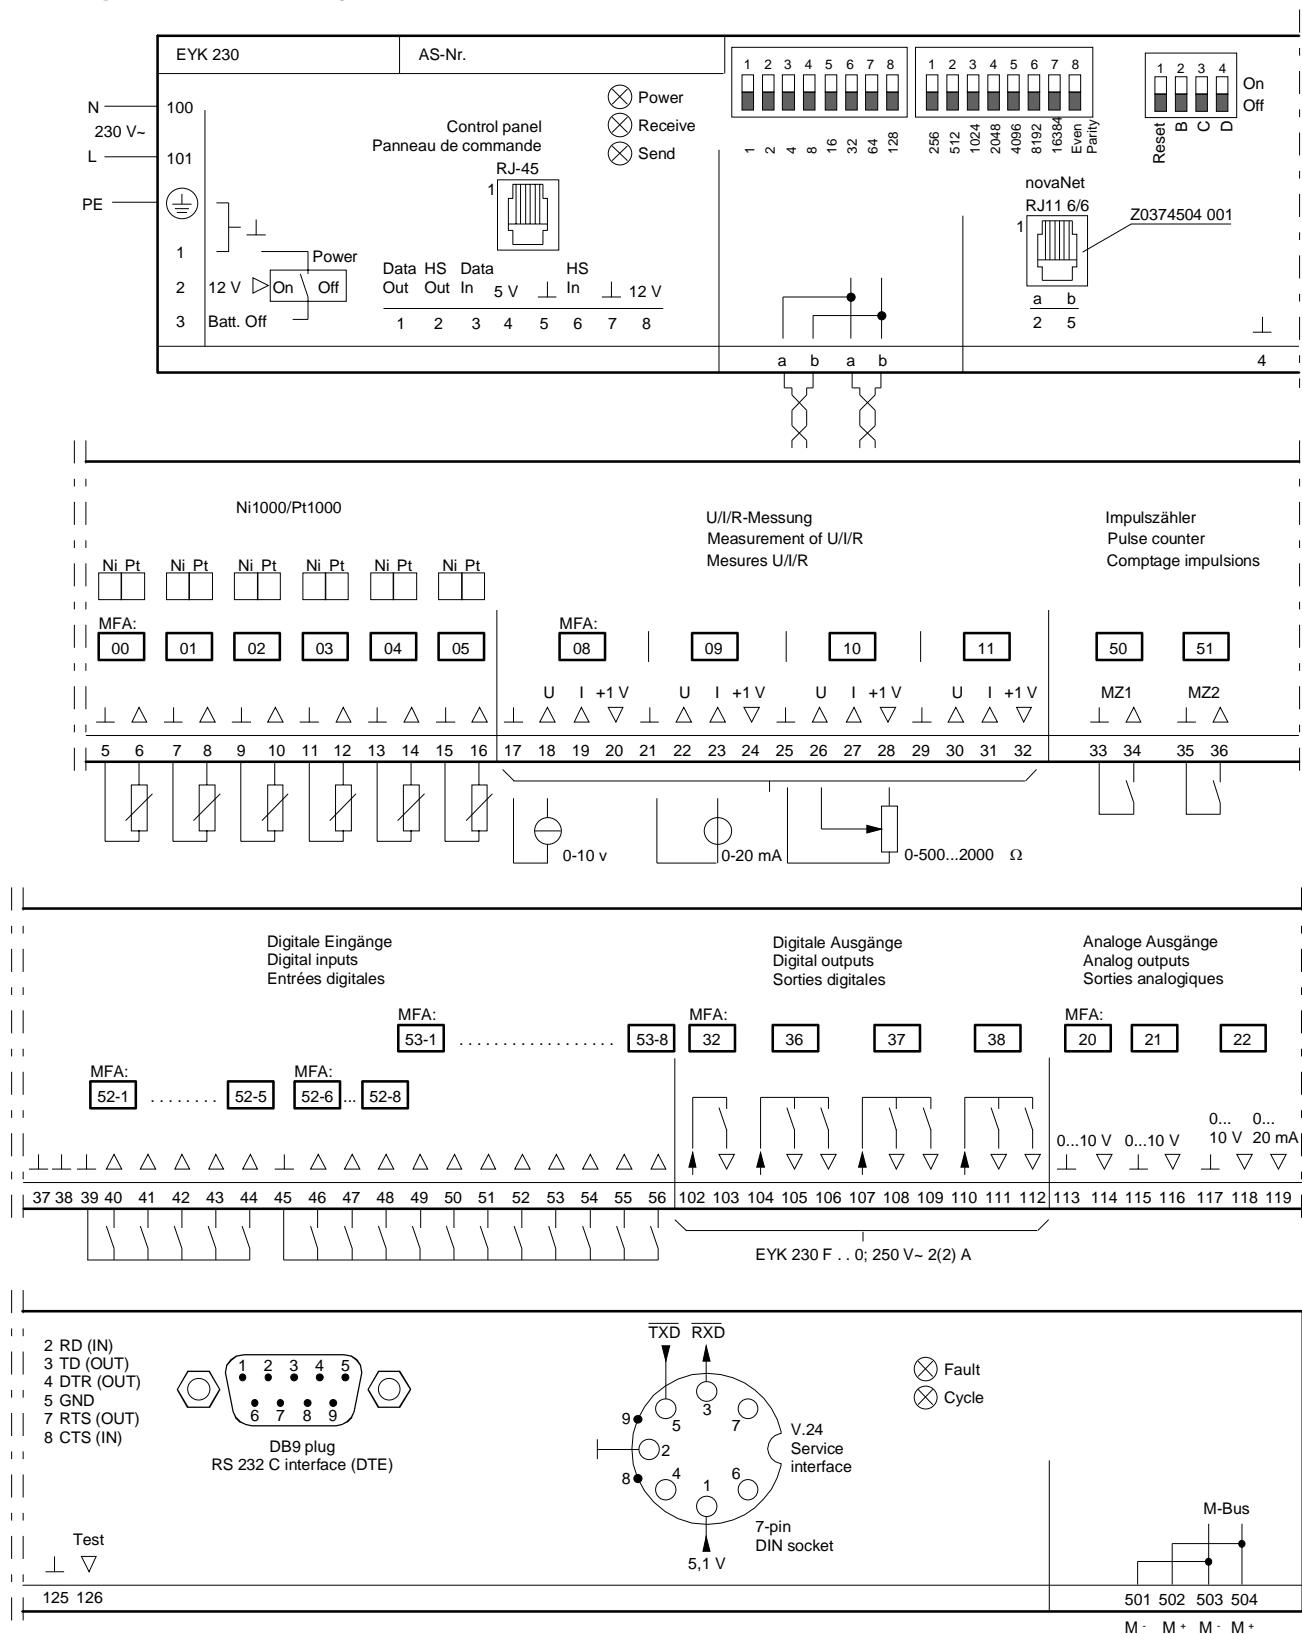 EYK 230 AS-Nr.
1 2 3 4 5 6 7 8
1 2 3 4 5 6 7 8
1 2 3 4
On
Off
N 100
230 V~
L 101
PE
Power
Receive
Send
Control panel
Panneau de commande
RJ-45
1
1 2 4 8 16 32 64 128
256 512 1024 2048 4096 8192 16384 Even Parity
Reset B C D
novaNet
RJ11 6/6
1
Z0374504 001
a b
2 5
1
Power
2 12 V On Off
3 Batt. Off
Data Out HS Out Data In 5 V HS In 12 V
1 2 3 4 5 6 7 8
a b a b
4
Ni1000/Pt1000
U/I/R-Messung
Measurement of U/I/R
Mesures U/I/R
Impulszähler
Pulse counter
Comptage impulsions
Ni Pt Ni Pt Ni Pt Ni Pt Ni Pt Ni Pt
MFA: MFA:
00 01 02 03 04 05 08 09 10 11 50 51
U I +1 V U I +1 V U I +1 V U I +1 V MZ1 MZ2
5 6 7 8 9 10 11 12 13 14 15 16 17 18 19 20 21 22 23 24 25 26 27 28 29 30 31 32 33 34 35 36
0-10 v 0-20 mA 0-500...2000 Ω
Digitale Eingänge
Digital inputs
Entrées digitales
Digitale Ausgänge
Digital outputs
Sorties digitales
Analoge Ausgänge
Analog outputs
Sorties analogiques
MFA: MFA: MFA:
53-1 .................. 53-8 32 36 37 38 20 21 22
MFA: MFA:
52-1 ........ 52-5 52-6 ... 52-8
0...10 V 0...10 V 0... 10 V 0... 20 mA
37 38 39 40 41 42 43 44 45 46 47 48 49 50 51 52 53 54 55 56 102 103 104 105 106 107 108 109 110 111 112 113 114 115 116 117 118 119
EYK 230 F . . 0; 250 V~ 2(2) A
2 RD (IN)
3 TD (OUT)
4 DTR (OUT)
5 GND
7 RTS (OUT)
8 CTS (IN)
1 2 3 4 5
6 7 8 9
DB9 plug
RS 232 C interface (DTE)
TXD RXD
9 5 3 7
2
8 4 1 6
V.24
Service
interface
7-pin
DIN socket
5,1 V
Fault
Cycle
M-Bus
Test
125 126
501 502 503 504
M - M + M - M +